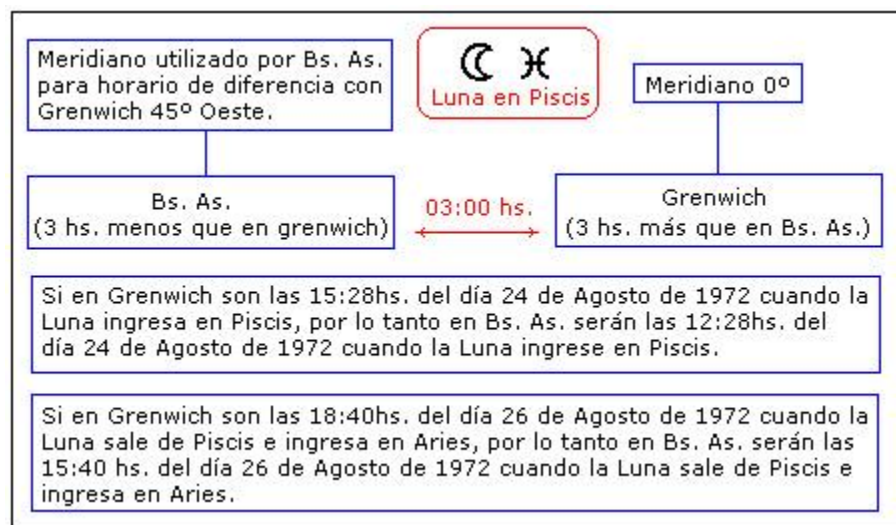 Meridiano utilizado por Bs. As.
para horario de diferencia con
Grenwich 45º Oeste.
Luna en Piscis
Meridiano 0º
Bs. As.
(3 hs. menos que en grenwich)
03:00 hs.
Grenwich
(3 hs. más que en Bs. As.)
Si en Grenwich son las 15:28hs. del día 24 de Agosto de 1972 cuando la
Luna ingresa en Piscis, por lo tanto en Bs. As. serán las 12:28hs. del
día 24 de Agosto de 1972 cuando la Luna ingrese en Piscis.
Si en Grenwich son las 18:40hs. del día 26 de Agosto de 1972 cuando la
Luna sale de Piscis e ingresa en Aries, por lo tanto en Bs. As. serán las
15:40 hs. del día 26 de Agosto de 1972 cuando la Luna sale de Piscis e
ingresa en Aries.